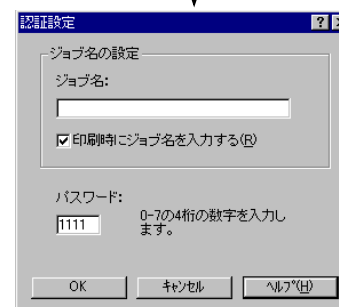 認証設定
ジョブ名の設定
ジョブ名:
印刷時にジョブ名を入力する(R)
パスワード:
1111
0-7の4桁の数字を入力し
ます。
OK
キャンセル
ヘルプ(H)